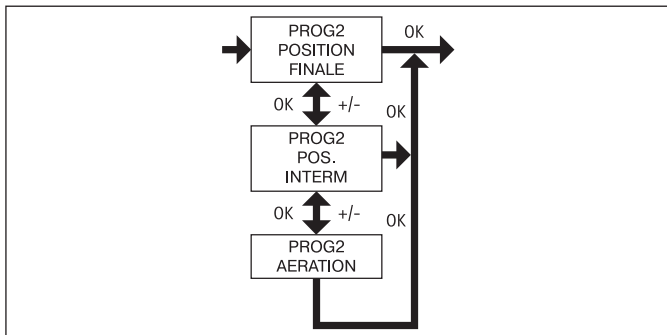 PROG2
POSITION
FINALE
OK
OK +/-
OK
PROG2
POS.
INTERM
OK +/-
OK
PROG2
AERATION